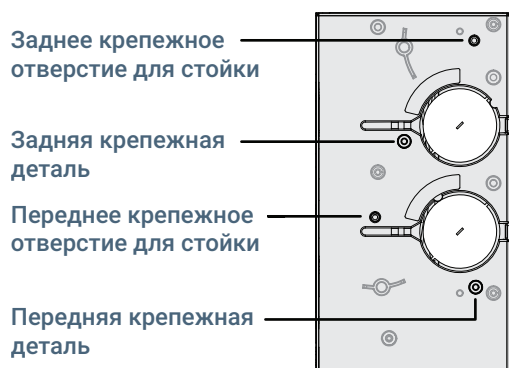 Заднее крепежное
отверстие для стойки
Задняя крепежная
деталь
Переднее крепежное
отверстие для стойки
Передняя крепежная
деталь